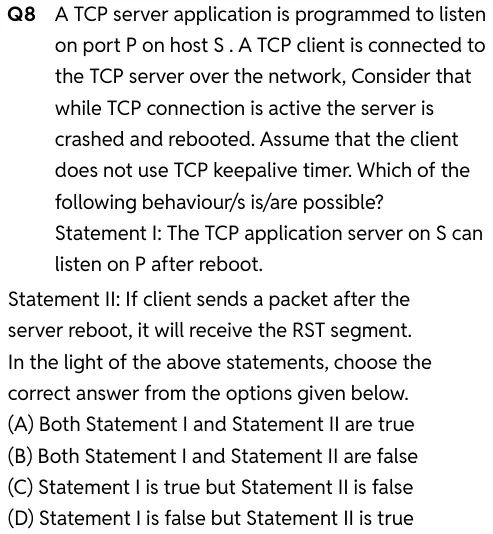 Q8 A TCP server application is programmed to listen
on port P on host S . A TCP client is connected to
the TCP server over the network, Consider that
while TCP connection is active the server is
crashed and rebooted. Assume that the client
does not use TCP keepalive timer. Which of the
following behaviour/s is/are possible?
Statement I: The TCP application server on S can
listen on P after reboot.
Statement II: If client sends a packet after the
server reboot, it will receive the RST segment.
In the light of the above statements, choose the
correct answer from the options given below.
(A) Both Statement I and Statement II are true
(B) Both Statement I and Statement II are false
(C) Statement I is true but Statement II is false
(D) Statement I is false but Statement II is true